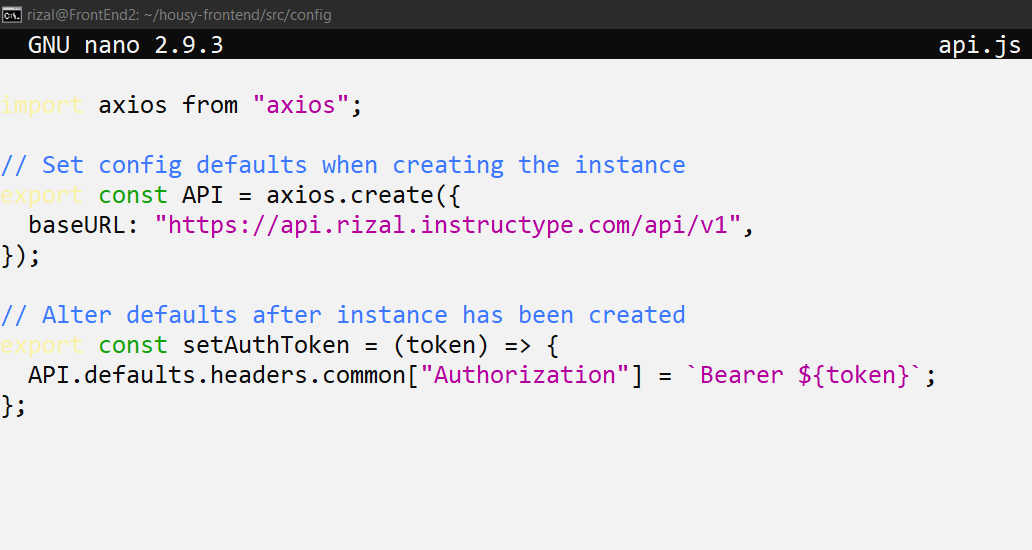 rizal@FrontEnd2: ~/housy-frontend/src/config
GNU nano 2.9.3 api.js
import axios from "axios";
// Set config defaults when creating the instance
export const API = axios.create({
  baseURL: "https://api.rizal.instructype.com/api/v1",
});
// Alter defaults after instance has been created
export const setAuthToken = (token) => {
  API.defaults.headers.common["Authorization"] = `Bearer ${token}`;
};